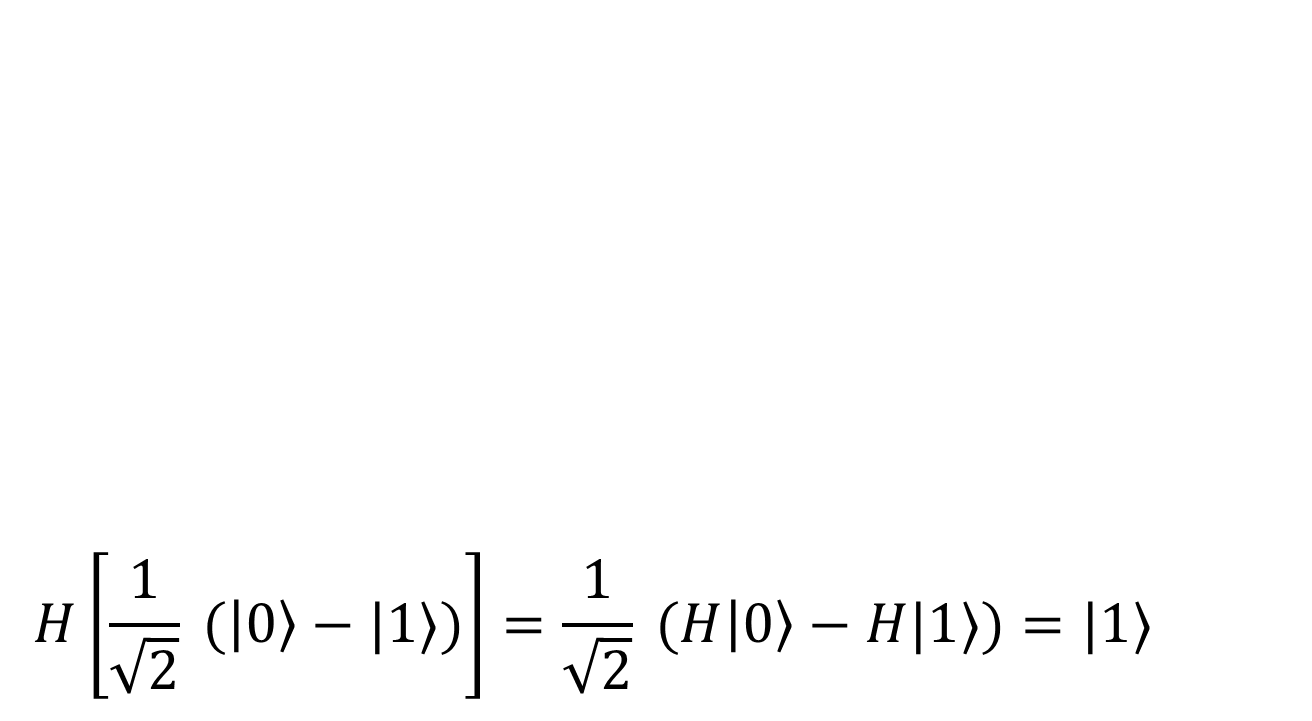 H [ 1/√2 (|0⟩ − |1⟩) ] = 1/√2 (H|0⟩ − H|1⟩) = |1⟩